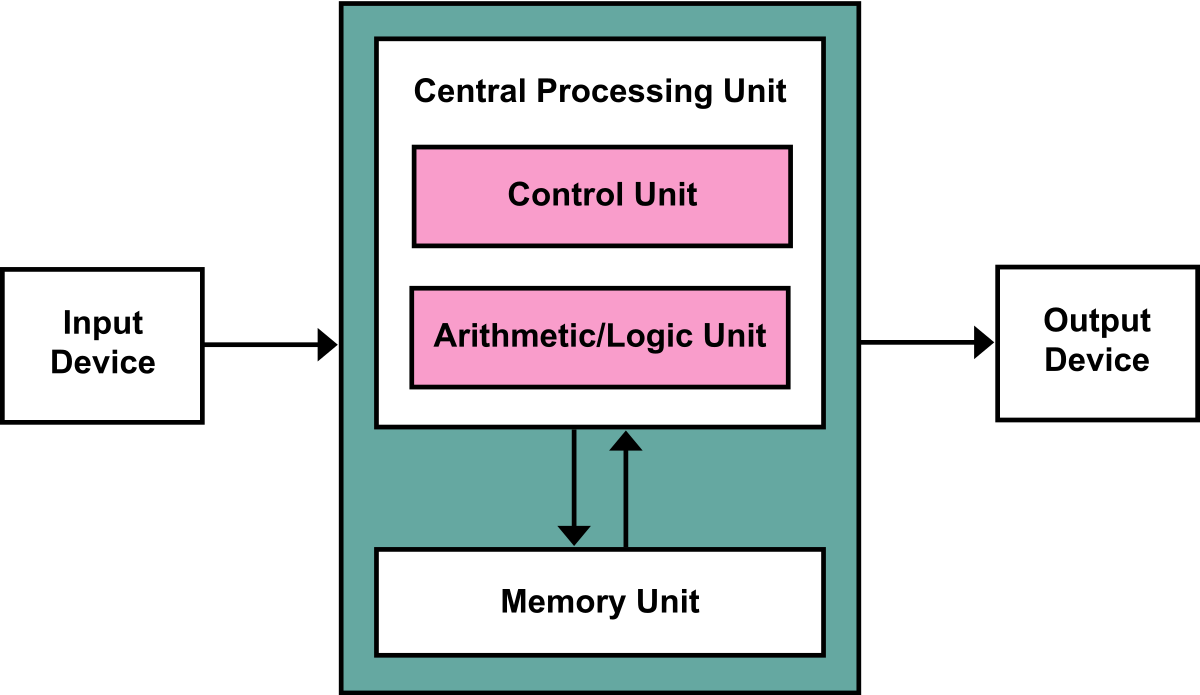 Central Processing Unit
Control Unit
Arithmetic/Logic Unit
Input
Device
Output
Device
Memory Unit